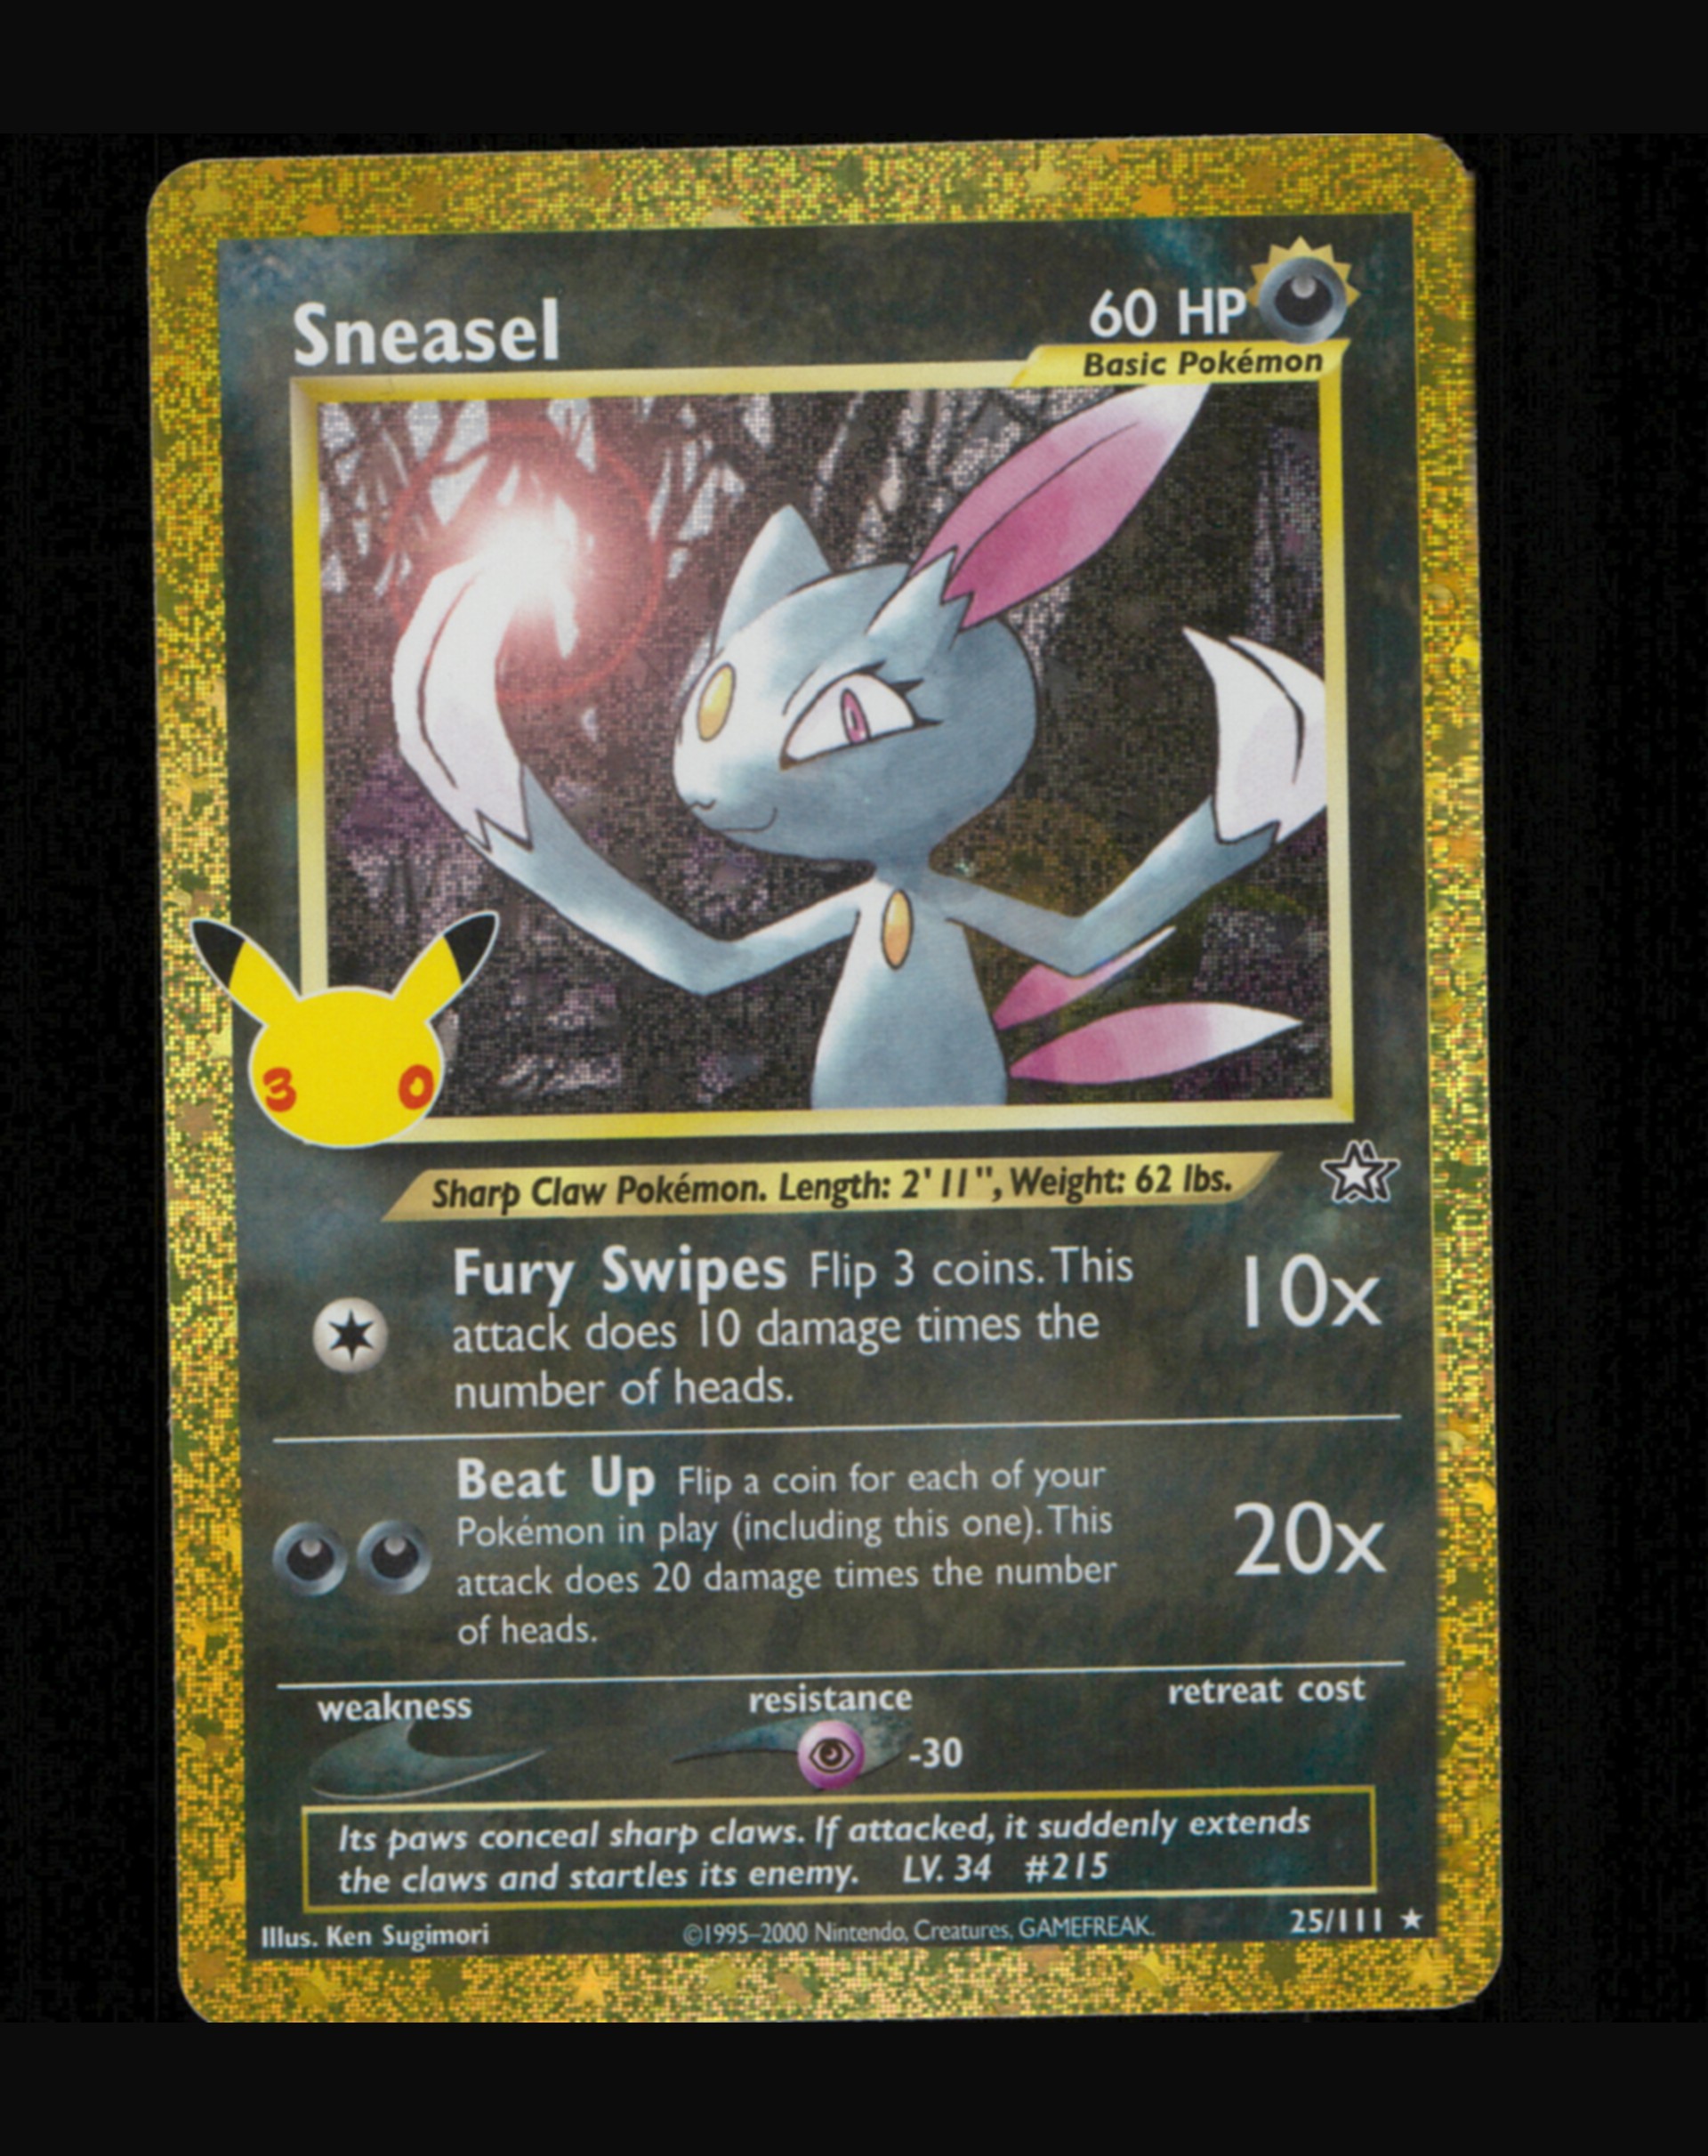 Sneasel
60 HP
Basic Pokémon
3 0
Sharp Claw Pokémon. Length: 2' 11", Weight: 62 lbs.
Fury Swipes Flip 3 coins. This
attack does 10 damage times the
number of heads.
10x
Beat Up Flip a coin for each of your
Pokémon in play (including this one). This
attack does 20 damage times the number
of heads.
20x
weakness
resistance
retreat cost
-30
Its paws conceal sharp claws. If attacked, it suddenly extends
the claws and startles its enemy. LV. 34 #215
Illus. Ken Sugimori
©1995–2000 Nintendo, Creatures, GAMEFREAK.
25/111 ★